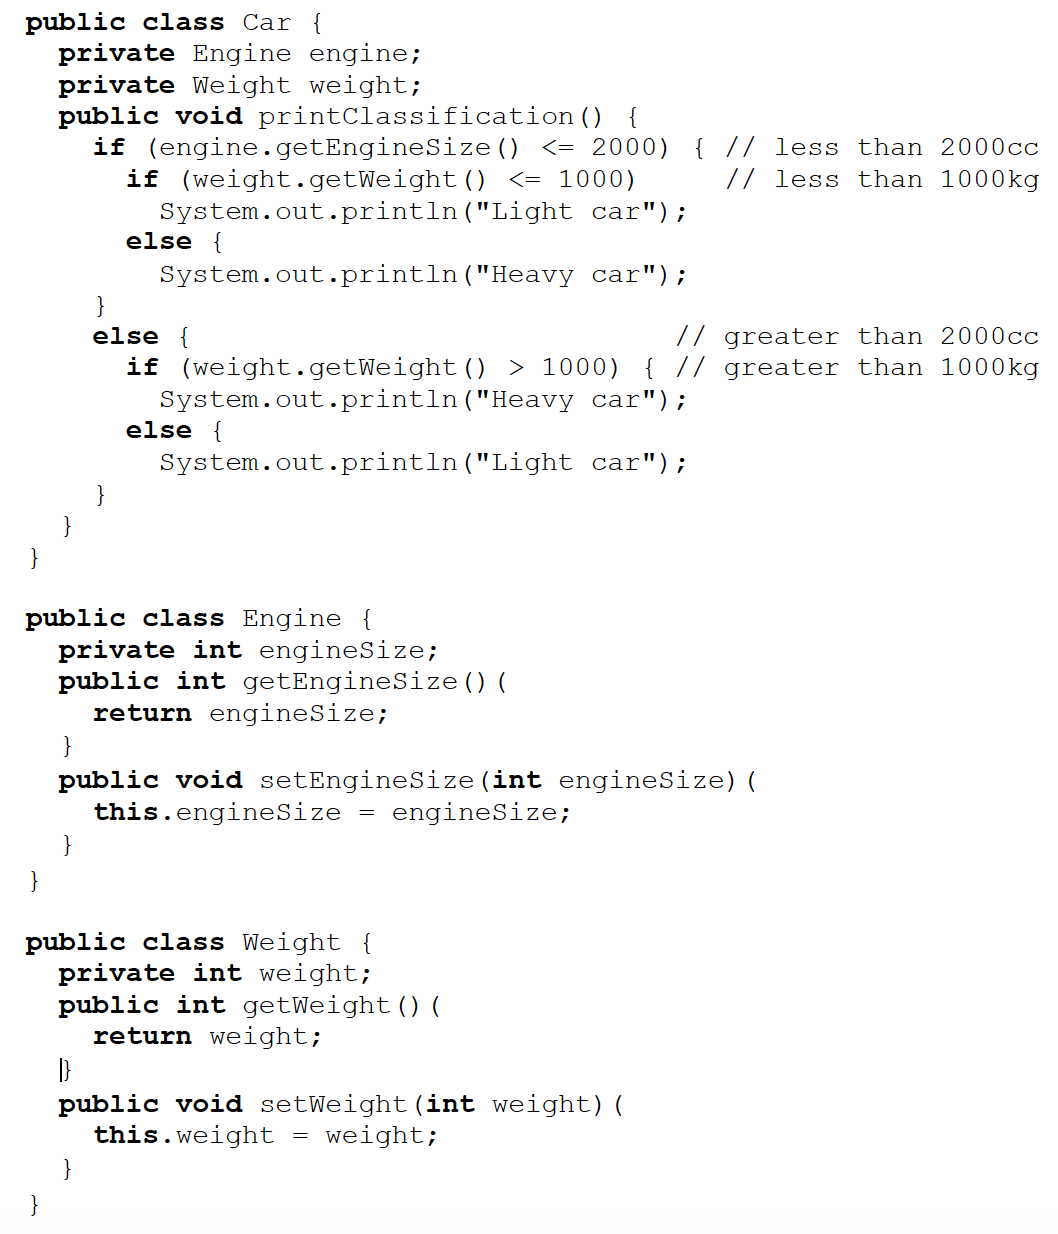 public class Car {
  private Engine engine;
  private Weight weight;
  public void printClassification() {
    if (engine.getEngineSize() <= 2000) { // less than 2000cc
      if (weight.getWeight() <= 1000)     // less than 1000kg
        System.out.println("Light car");
      else {
        System.out.println("Heavy car");
    }
    else {                             // greater than 2000cc
      if (weight.getWeight() > 1000) { // greater than 1000kg
        System.out.println("Heavy car");
      else {
        System.out.println("Light car");
    }
  }
}

public class Engine {
  private int engineSize;
  public int getEngineSize()(
    return engineSize;
  }
  public void setEngineSize(int engineSize)(
    this.engineSize = engineSize;
  }
}

public class Weight {
  private int weight;
  public int getWeight()(
    return weight;
  }
  public void setWeight(int weight)(
    this.weight = weight;
  }
}